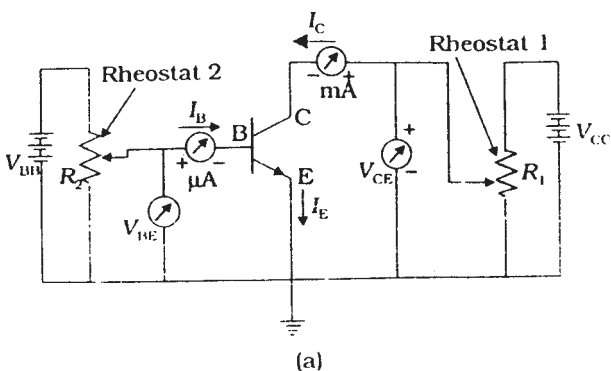 I_C
Rheostat 1
Rheostat 2
− +
mA
I_B
B
C
+ −
µA
E
I_E
V_BB
R_2
V_BE
+
V_CE
−
R_1
V_CC
(a)